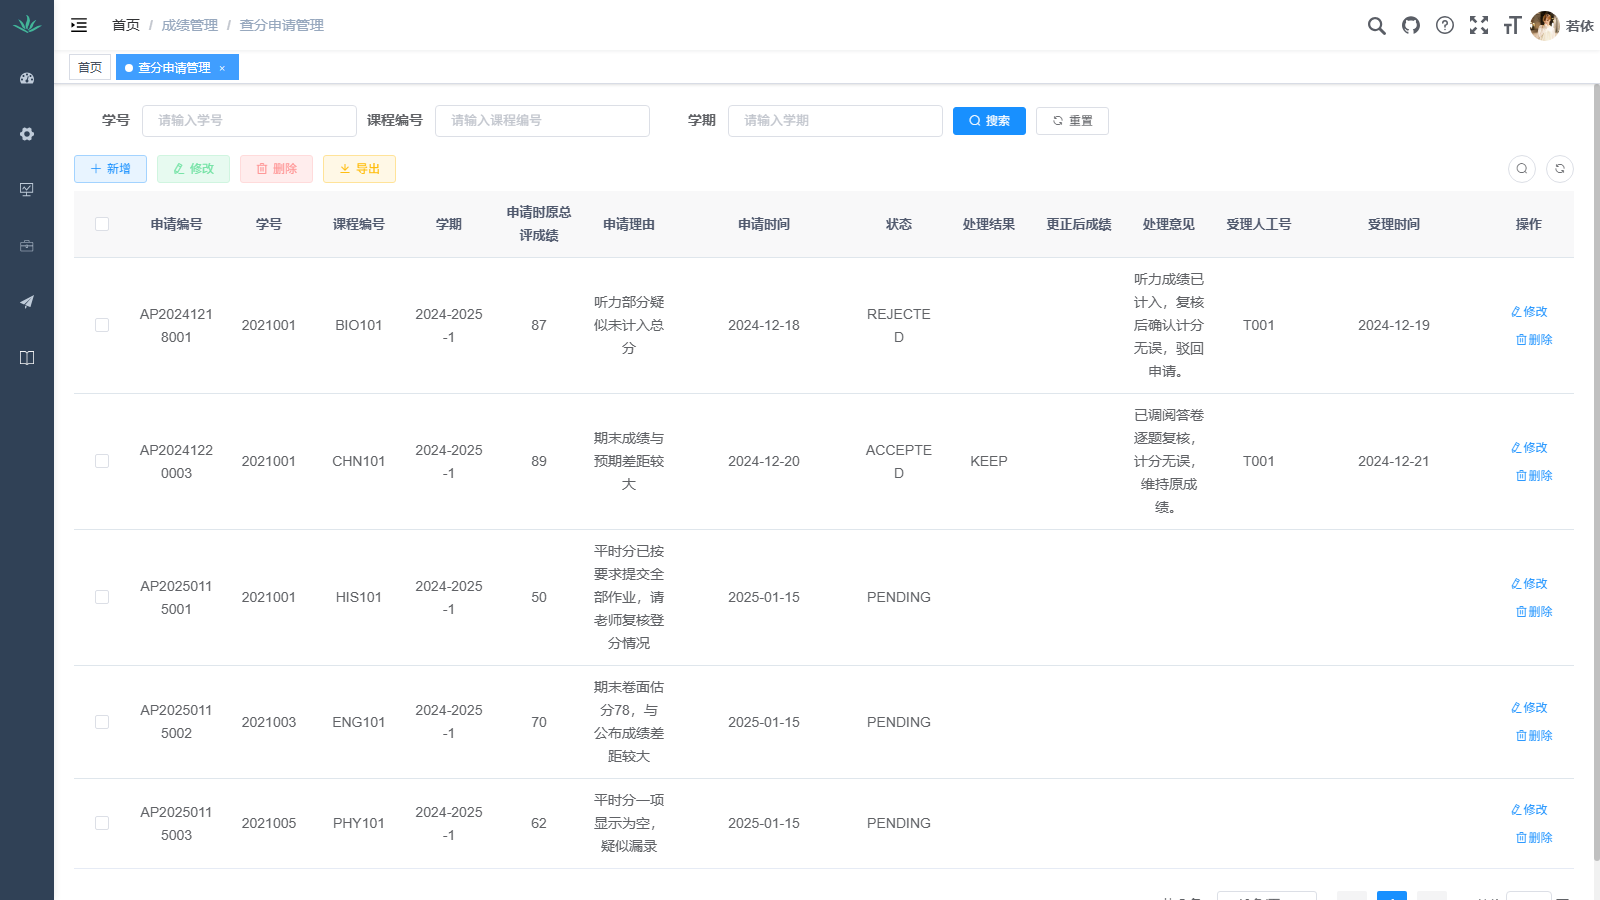 首页 / 成绩管理 / 查分申请管理
若依
首页
查分申请管理 ×
学号 请输入学号 课程编号 请输入课程编号 学期 请输入学期 搜索 重置
新增 修改 删除 导出
申请编号 学号 课程编号 学期 申请时原总
评成绩 申请理由 申请时间 状态 处理结果 更正后成绩 处理意见 受理人工号 受理时间 操作
AP2024121
8001
2021001
BIO101
2024-2025
-1
87
听力部分疑
似未计入总
分
2024-12-18
REJECTE
D
听力成绩已
计入，复核
后确认计分
无误，驳回
申请。
T001
2024-12-19
修改
删除
AP2024122
0003
2021001
CHN101
2024-2025
-1
89
期末成绩与
预期差距较
大
2024-12-20
ACCEPTE
D
KEEP
已调阅答卷
逐题复核，
计分无误，
维持原成
绩。
T001
2024-12-21
修改
删除
AP2025011
5001
2021001
HIS101
2024-2025
-1
50
平时分已按
要求提交全
部作业，请
老师复核登
分情况
2025-01-15
PENDING
修改
删除
AP2025011
5002
2021003
ENG101
2024-2025
-1
70
期末卷面估
分78，与
公布成绩差
距较大
2025-01-15
PENDING
修改
删除
AP2025011
5003
2021005
PHY101
2024-2025
-1
62
平时分一项
显示为空，
疑似漏录
2025-01-15
PENDING
修改
删除